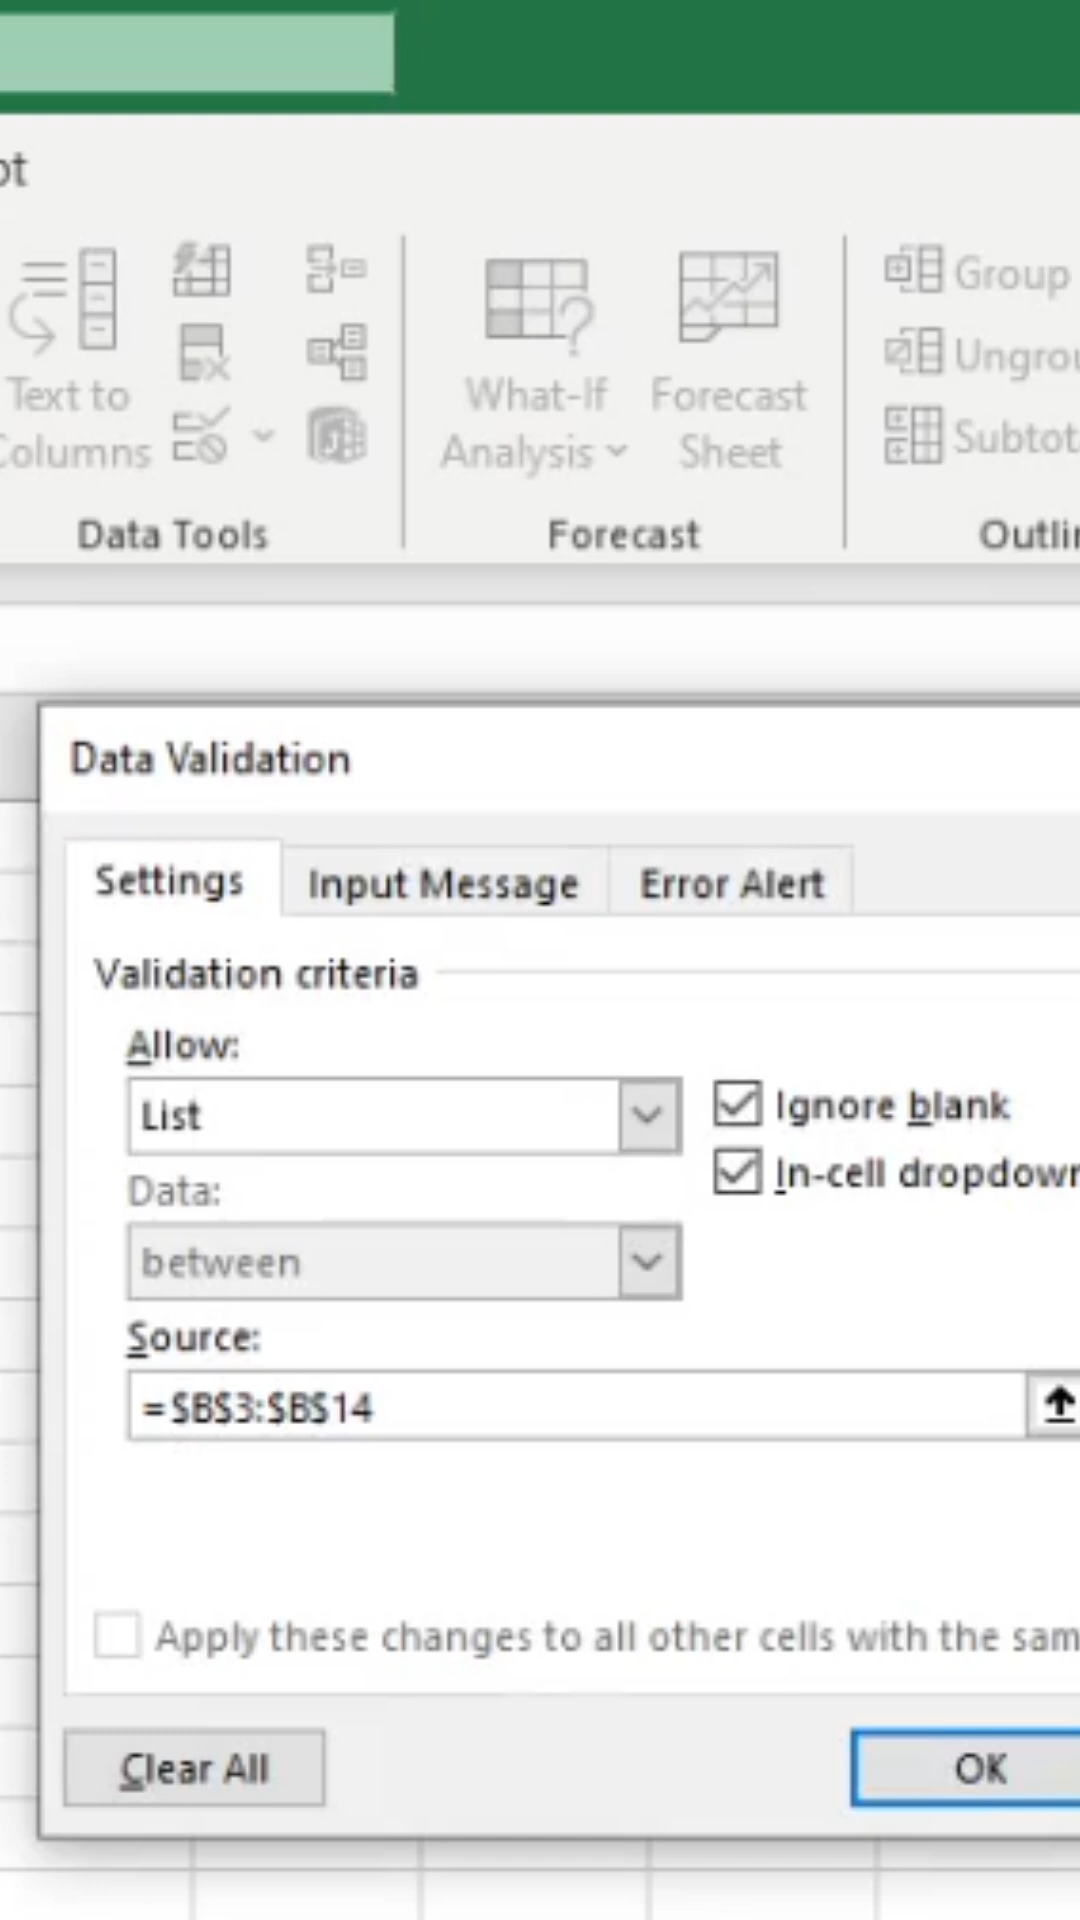 ot
Text to
Columns
What-If
Analysis
Forecast
Sheet
Group
Ungrou
Subtot
Data Tools
Forecast
Outlin
Data Validation
Settings
Input Message
Error Alert
Validation criteria
Allow:
List
Ignore blank
Data:
In-cell dropdown
between
Source:
=$B$3:$B$14
Apply these changes to all other cells with the sam
Clear All
OK